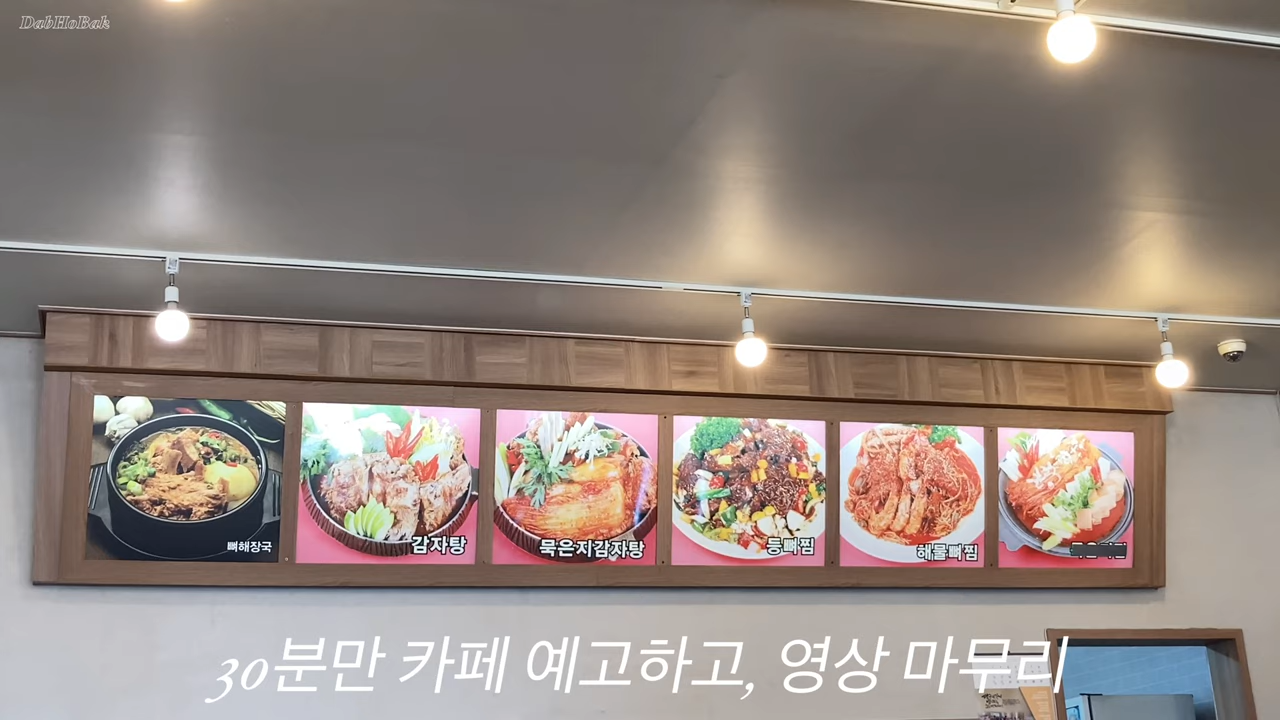 DabHoBak
뼈해장국
감자탕
묵은지감자탕
등뼈찜
해물뼈찜
30분만 카페 예고하고, 영상 마무리